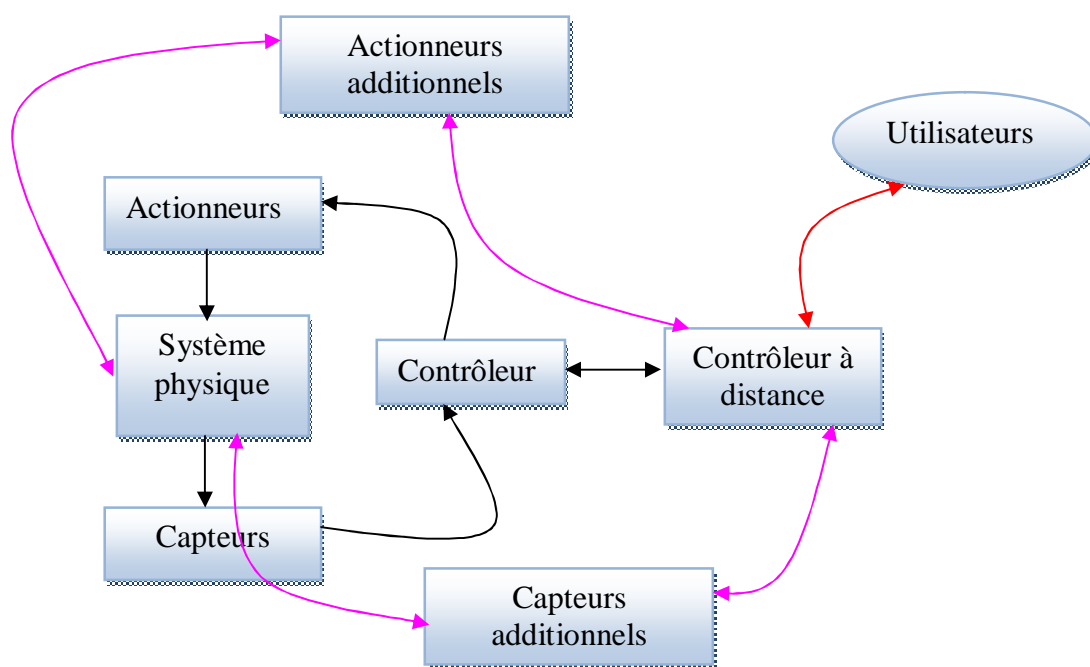 Actionneurs
additionnels
Utilisateurs
Actionneurs
Système
physique
Contrôleur
Contrôleur à
distance
Capteurs
Capteurs
additionnels